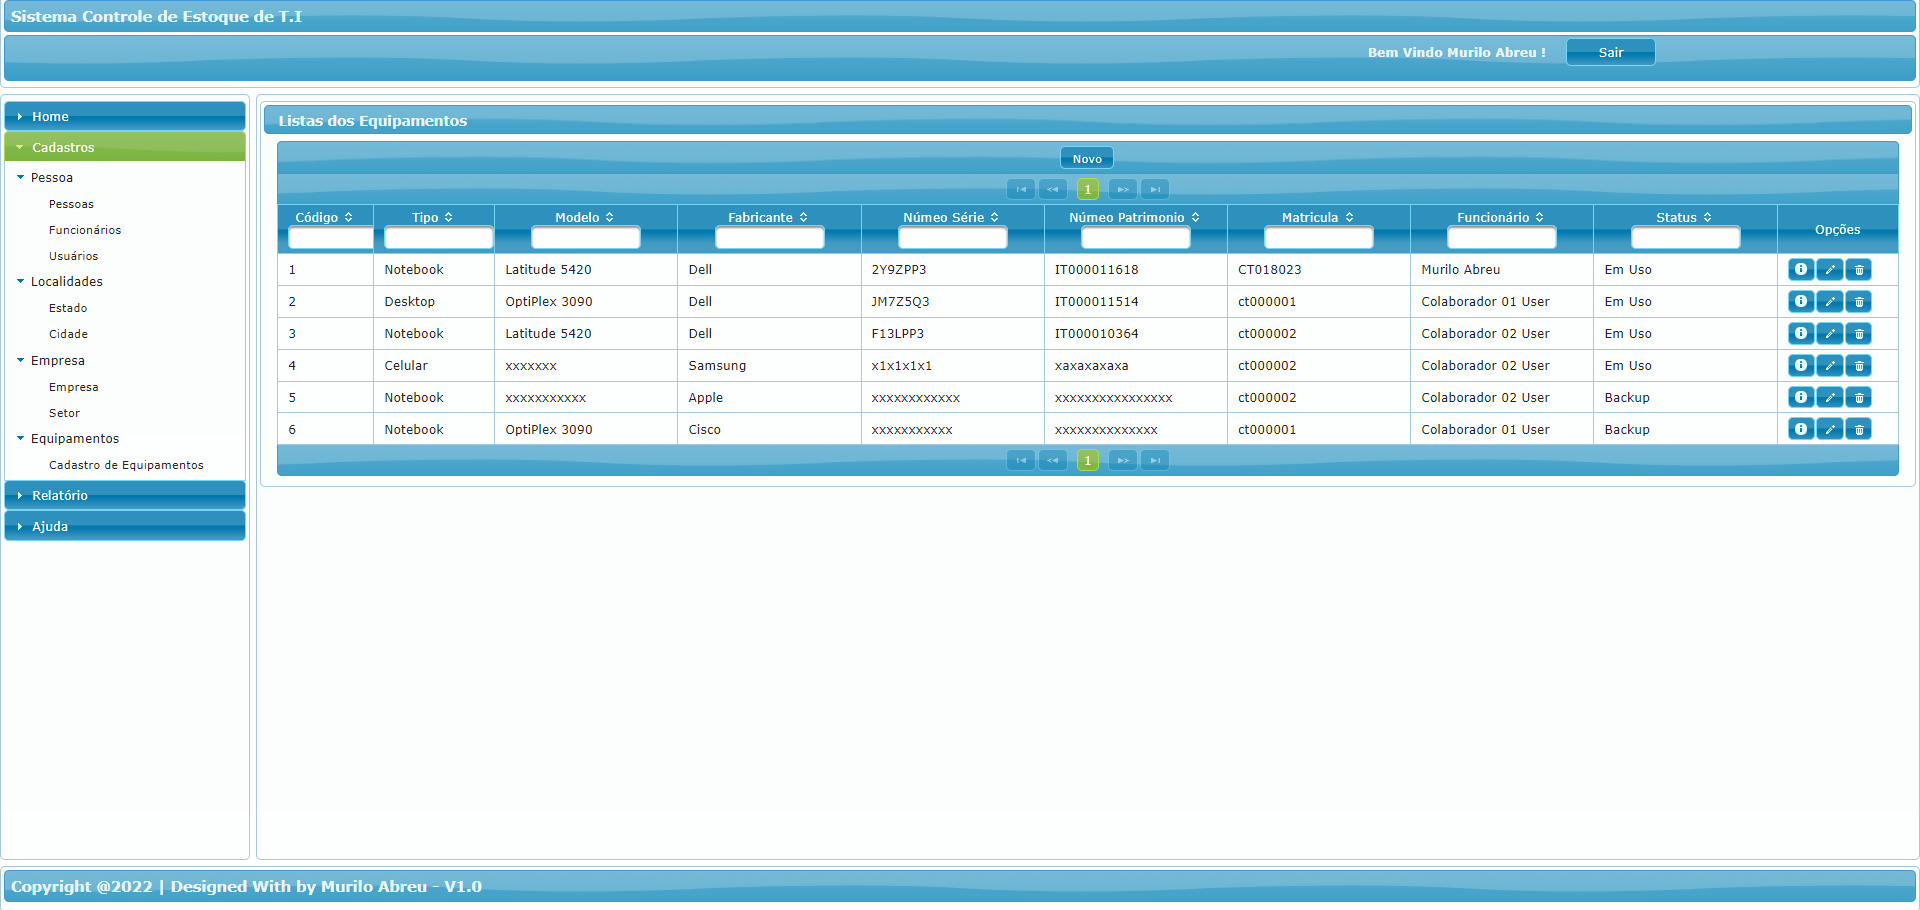 Sistema Controle de Estoque de T.I
Bem Vindo Murilo Abreu ! Sair
Home
Cadastros
Pessoa
Pessoas
Funcionários
Usuários
Localidades
Estado
Cidade
Empresa
Empresa
Setor
Equipamentos
Cadastro de Equipamentos
Relatório
Ajuda
Listas dos Equipamentos
Novo
1
Código Tipo Modelo Fabricante Número Série Númeo Patrimonio Matricula Funcionário Status Opções
1 Notebook Latitude 5420 Dell 2Y9ZPP3 IT000011618 CT018023 Murilo Abreu Em Uso
2 Desktop OptiPlex 3090 Dell JM7Z5Q3 IT000011514 ct000001 Colaborador 01 User Em Uso
3 Notebook Latitude 5420 Dell F13LPP3 IT000010364 ct000002 Colaborador 02 User Em Uso
4 Celular xxxxxxx Samsung x1x1x1x1 xaxaxaxaxa ct000002 Colaborador 02 User Em Uso
5 Notebook xxxxxxxxxxx Apple xxxxxxxxxxxx xxxxxxxxxxxxxxxx ct000002 Colaborador 02 User Backup
6 Notebook OptiPlex 3090 Cisco xxxxxxxxxxx xxxxxxxxxxxxxx ct000001 Colaborador 01 User Backup
1
Copyright @2022 | Designed With by Murilo Abreu - V1.0